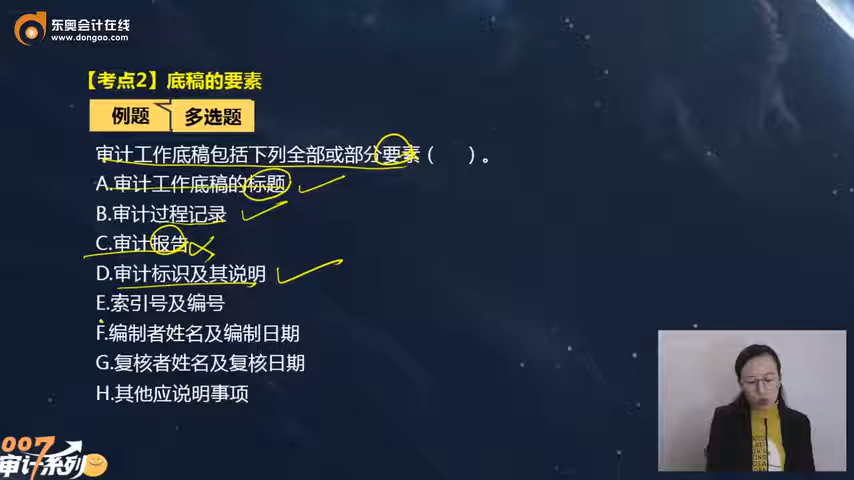 东奥会计在线
www.dongao.com
【考点2】底稿的要素
例题 多选题
审计工作底稿包括下列全部或部分要素（ ）。
A.审计工作底稿的标题
B.审计过程记录
C.审计报告
D.审计标识及其说明
E.索引号及编号
F.编制者姓名及编制日期
G.复核者姓名及复核日期
H.其他应说明事项
007
审计系列